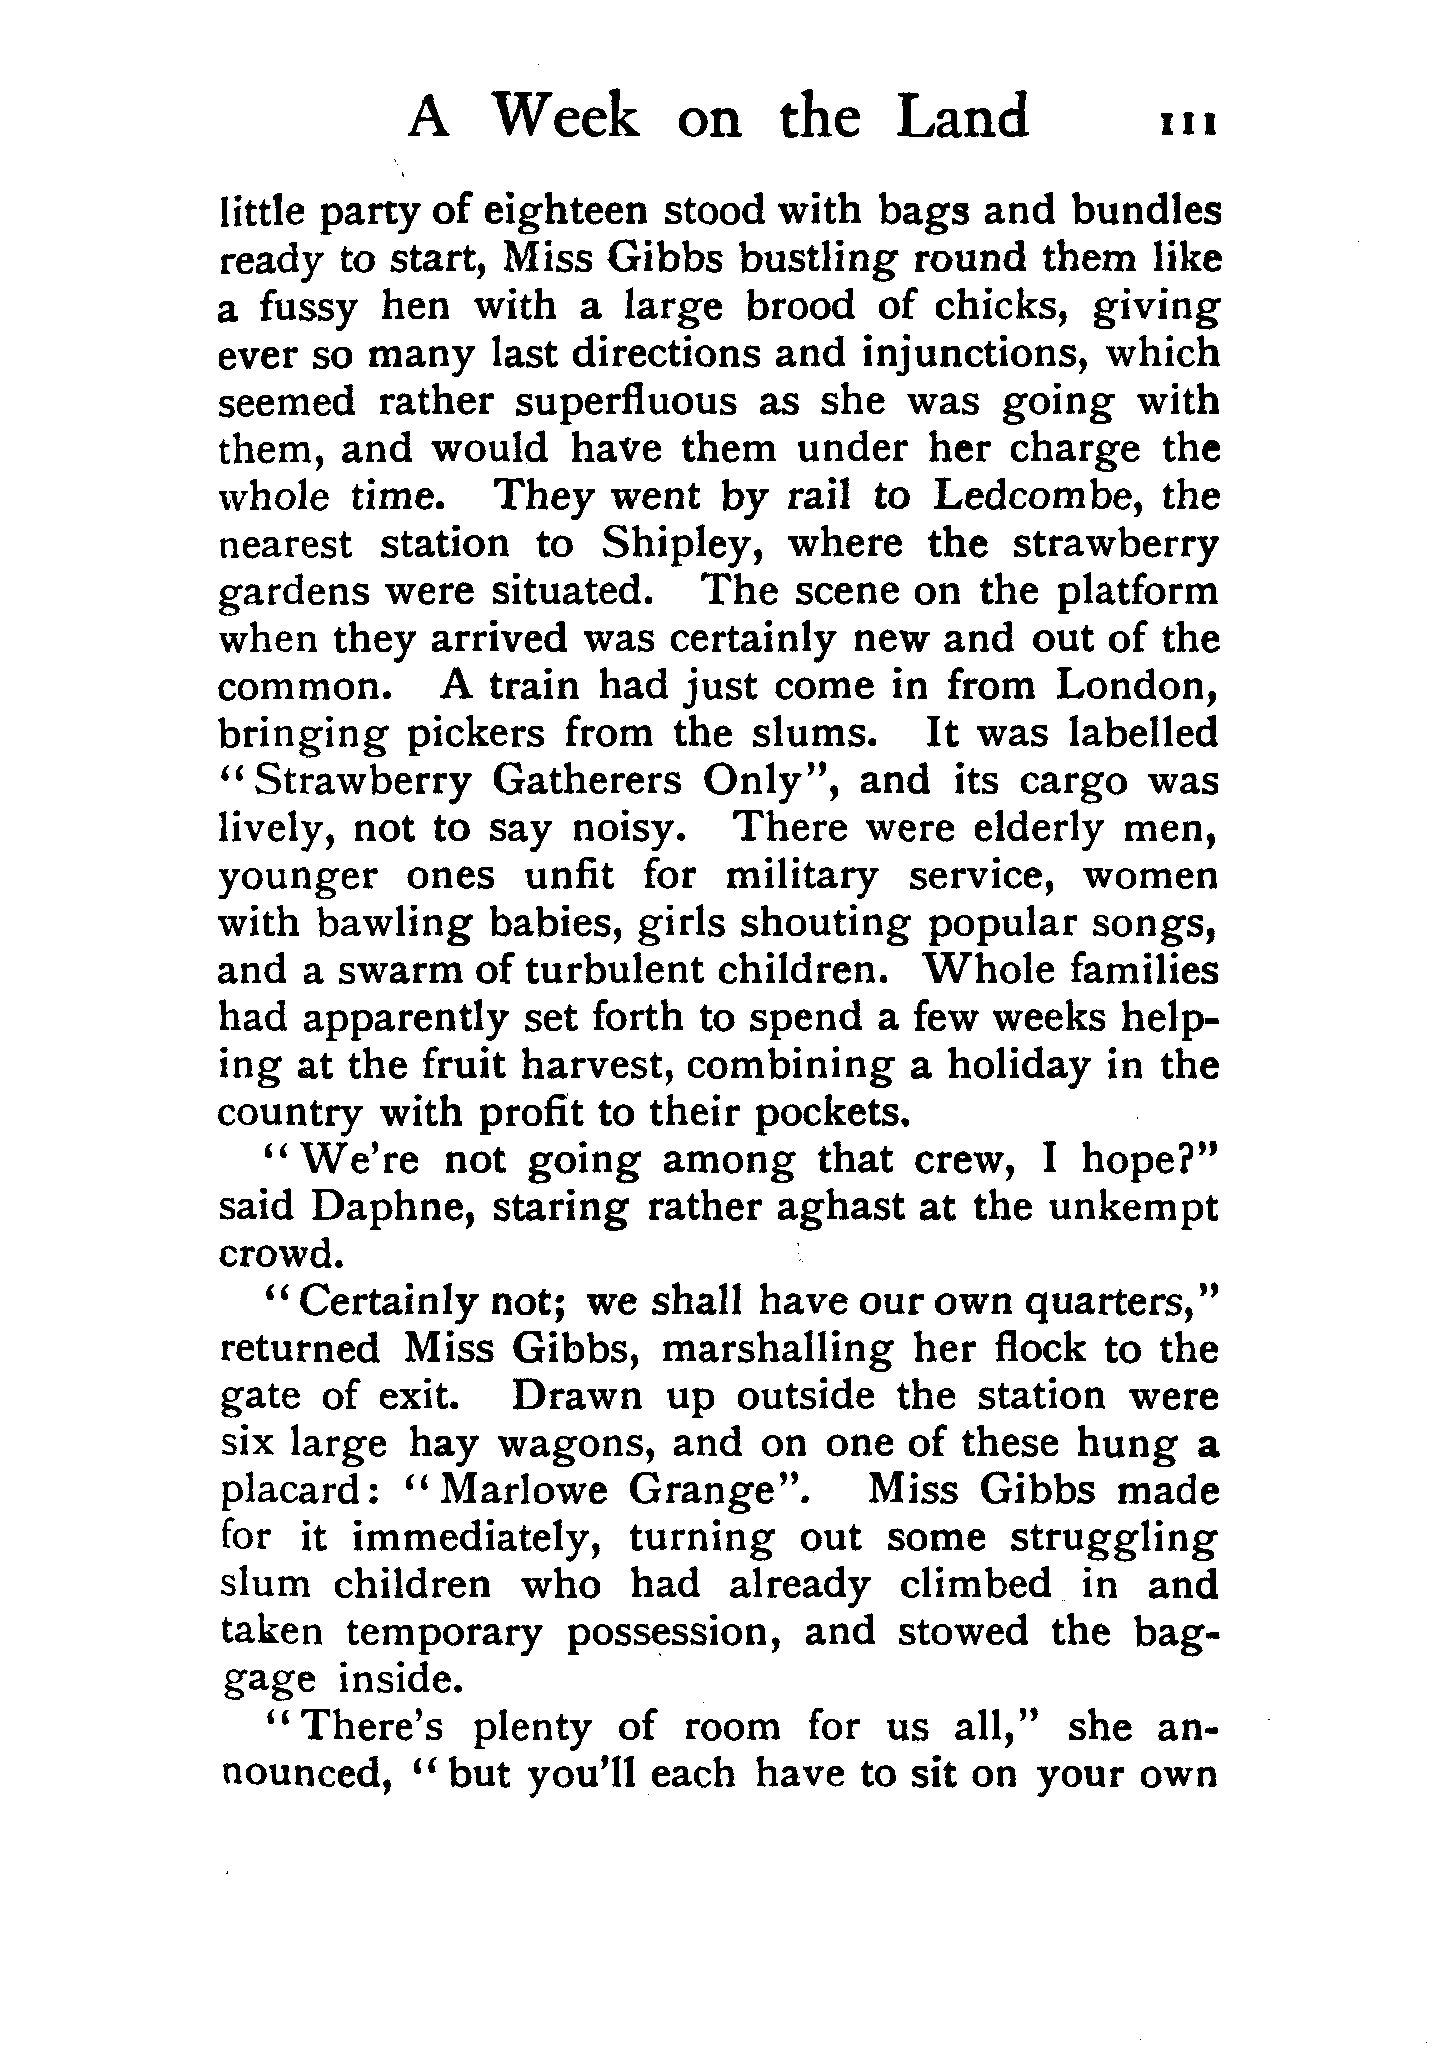 A Week on the Land 111
little party of eighteen stood with bags and bundles
ready to start, Miss Gibbs bustling round them like
a fussy hen with a large brood of chicks, giving
ever so many last directions and injunctions, which
seemed rather superfluous as she was going with
them, and would have them under her charge the
whole time. They went by rail to Ledcombe, the
nearest station to Shipley, where the strawberry
gardens were situated. The scene on the platform
when they arrived was certainly new and out of the
common. A train had just come in from London,
bringing pickers from the slums. It was labelled
"Strawberry Gatherers Only", and its cargo was
lively, not to say noisy. There were elderly men,
younger ones unfit for military service, women
with bawling babies, girls shouting popular songs,
and a swarm of turbulent children. Whole families
had apparently set forth to spend a few weeks help-
ing at the fruit harvest, combining a holiday in the
country with profit to their pockets.
"We're not going among that crew, I hope?"
said Daphne, staring rather aghast at the unkempt
crowd.
"Certainly not; we shall have our own quarters,"
returned Miss Gibbs, marshalling her flock to the
gate of exit. Drawn up outside the station were
six large hay wagons, and on one of these hung a
placard: "Marlowe Grange". Miss Gibbs made
for it immediately, turning out some struggling
slum children who had already climbed in and
taken temporary possession, and stowed the bag-
gage inside.
"There's plenty of room for us all," she an-
nounced, "but you'll each have to sit on your own